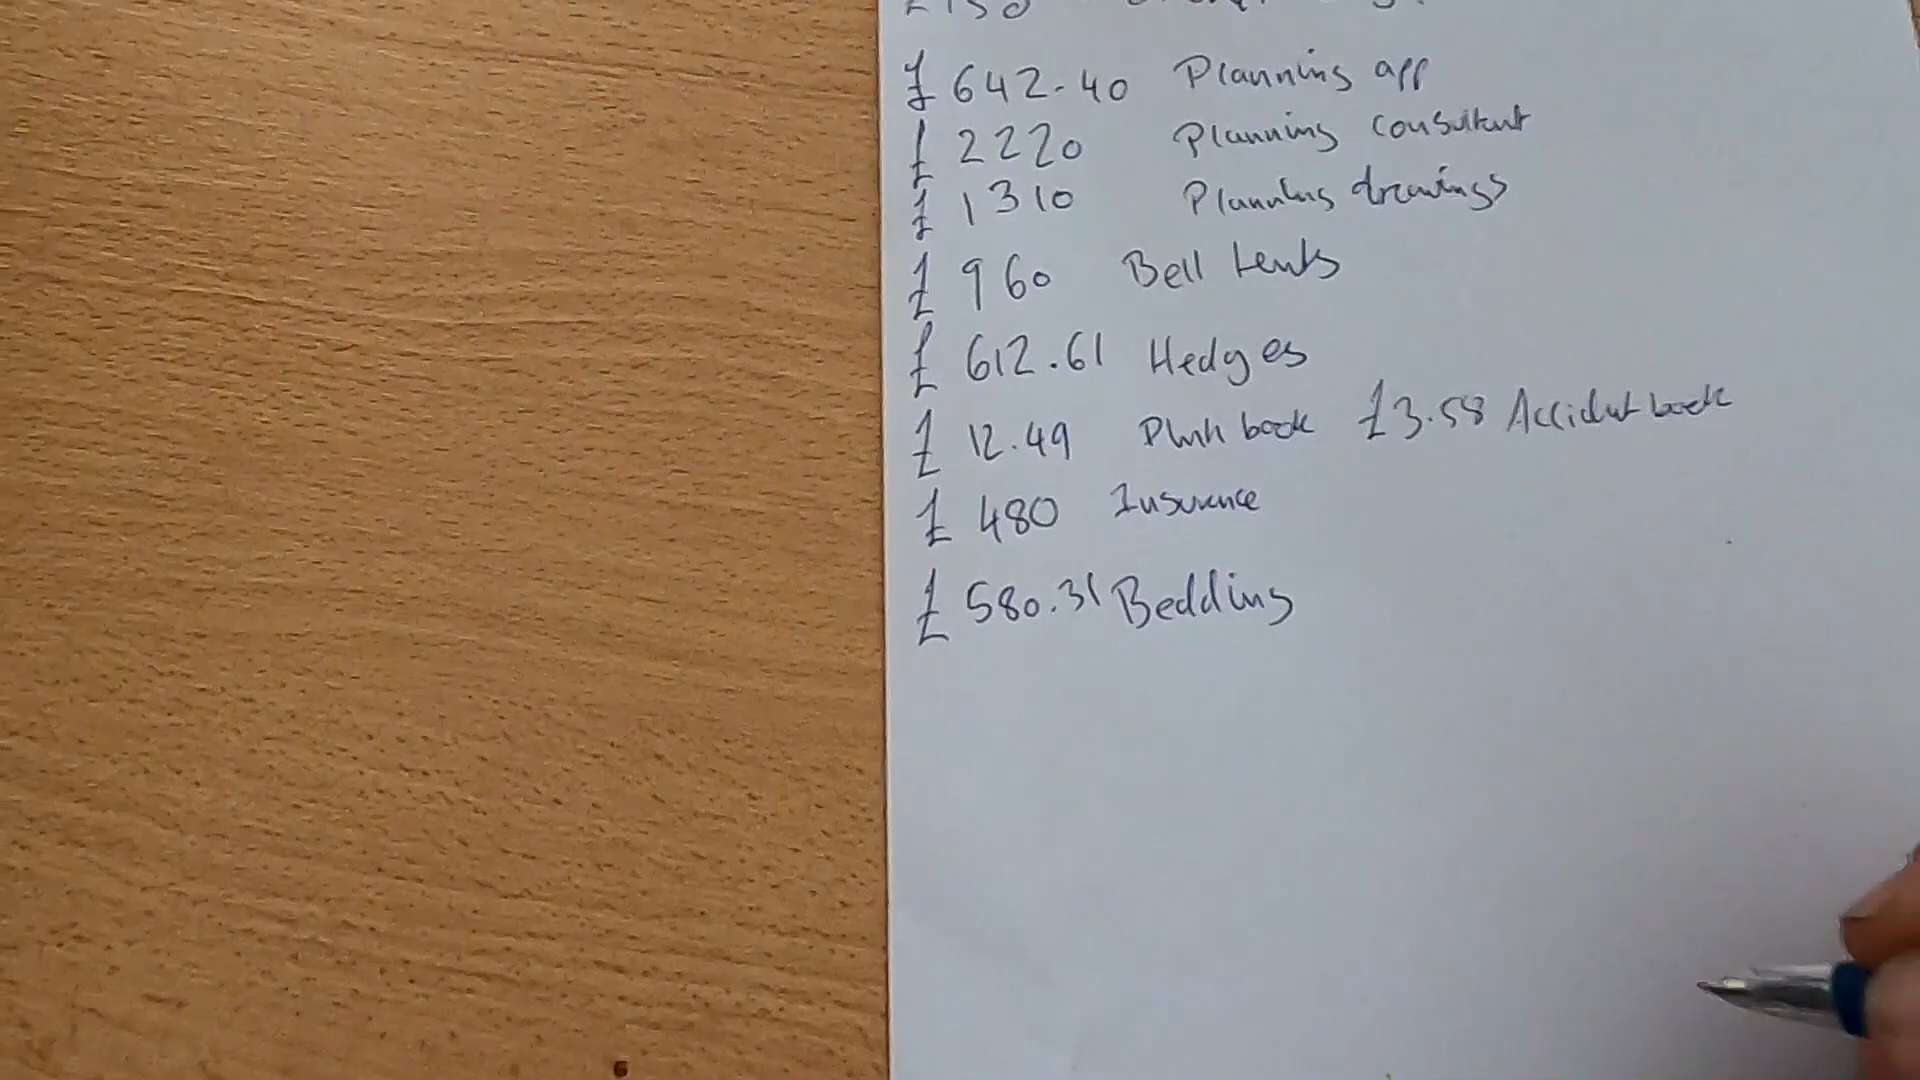 £642.40 Planning app
£2220 Planning consultant
£1310 Planning drawings
£960 Bell tents
£612.61 Hedges
£12.49 book £3.58 Accident book
£480 Insurance
£580.31 Bedding